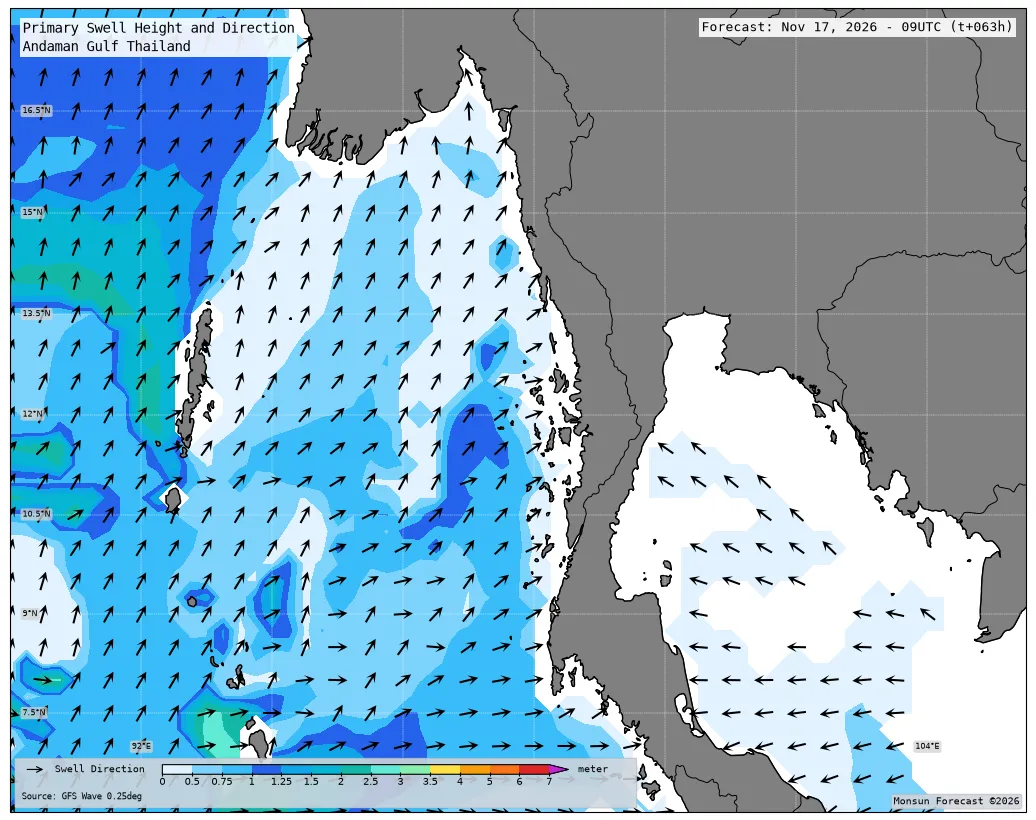 Primary Swell Height and Direction
Andaman Gulf Thailand
Forecast: Nov 17, 2026 - 09UTC (t+063h)
16.5°N
15°N
13.5°N
12°N
10.5°N
9°N
7.5°N
92°E
104°E
Swell Direction
meter
0 0.5 0.75 1 1.25 1.5 2 2.5 3 3.5 4 5 6 7
Source: GFS Wave 0.25deg
Monsun Forecast ©2026